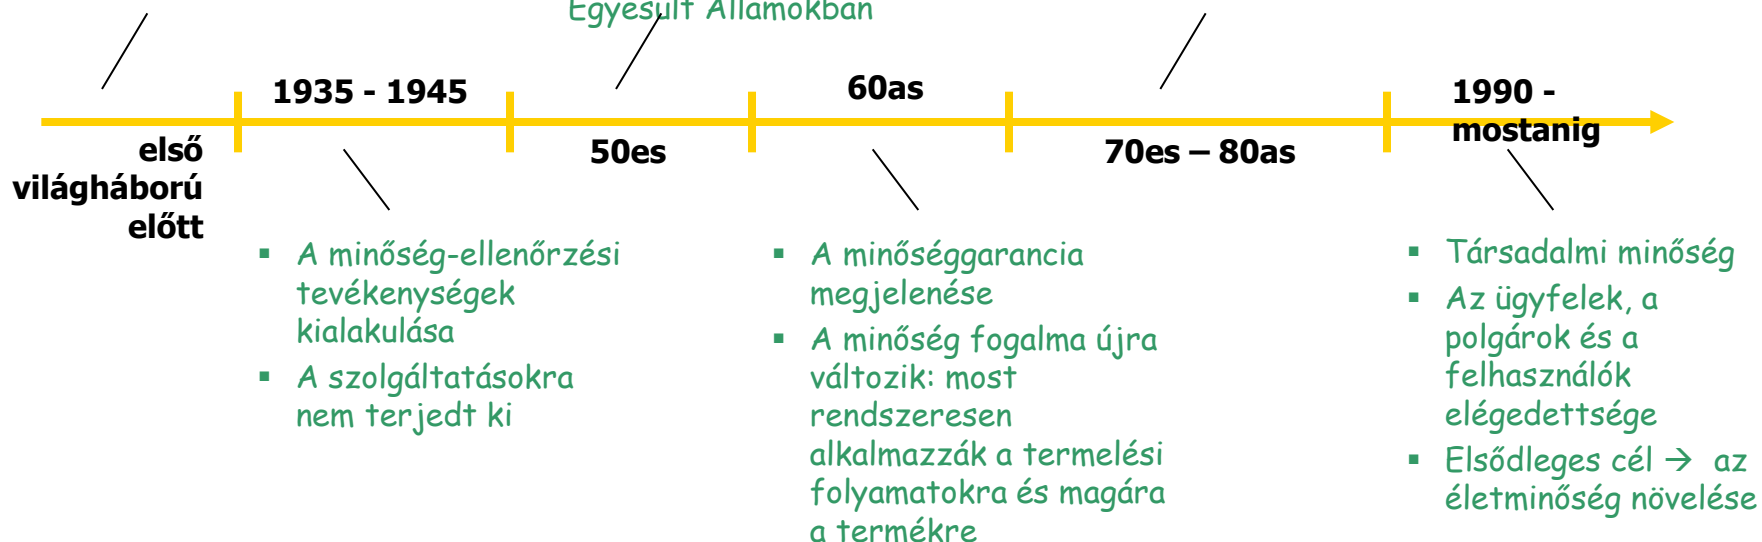 Egyesült Államokban
1935 - 1945
60as
1990 -
mostanig
első
világháború
előtt
50es
70es – 80as
▪ A minőség-ellenőrzési
tevékenységek
kialakulása
▪ A szolgáltatásokra
nem terjedt ki
▪ A minőséggarancia
megjelenése
▪ A minőség fogalma újra
változik: most
rendszeresen
alkalmazzák a termelési
folyamatokra és magára
a termékre
▪ Társadalmi minőség
▪ Az ügyfelek, a
polgárok és a
felhasználók
elégedettsége
▪ Elsődleges cél → az
életminőség növelése